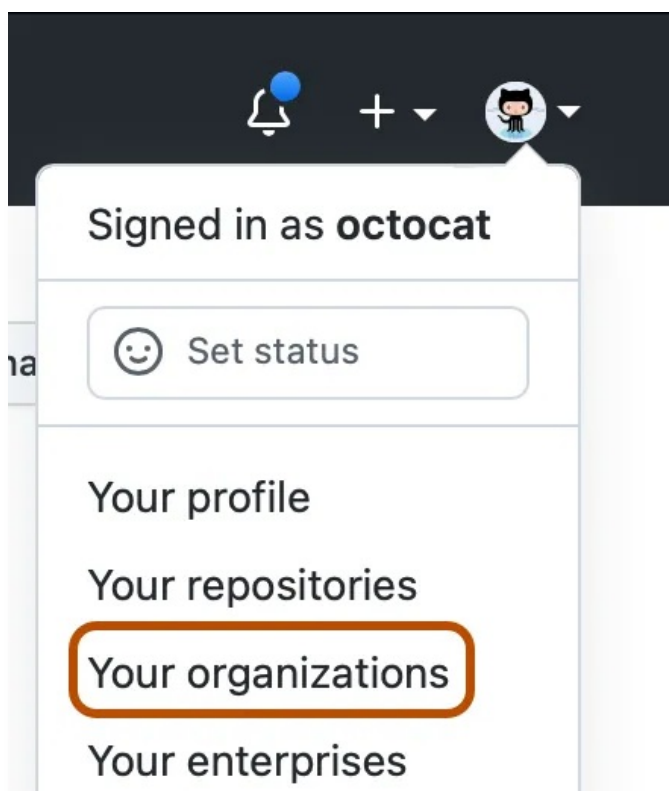 Signed in as octocat
Set status
Your profile
Your repositories
Your organizations
Your enterprises